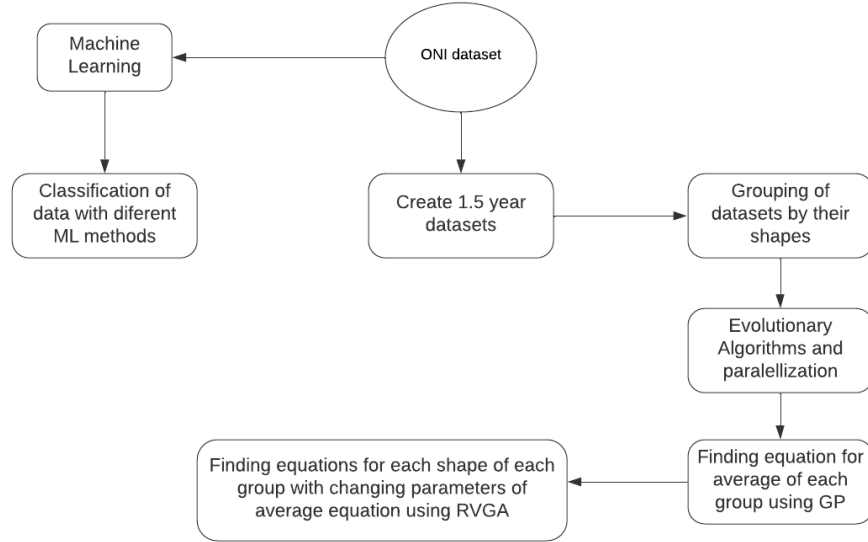 Machine
Learning
ONI dataset
Classification of
data with diferent
ML methods
Create 1.5 year
datasets
Grouping of
datasets by their
shapes
Evolutionary
Algorithms and
paralellization
Finding equation for
average of each
group using GP
Finding equations for each shape of each
group with changing parameters of
average equation using RVGA